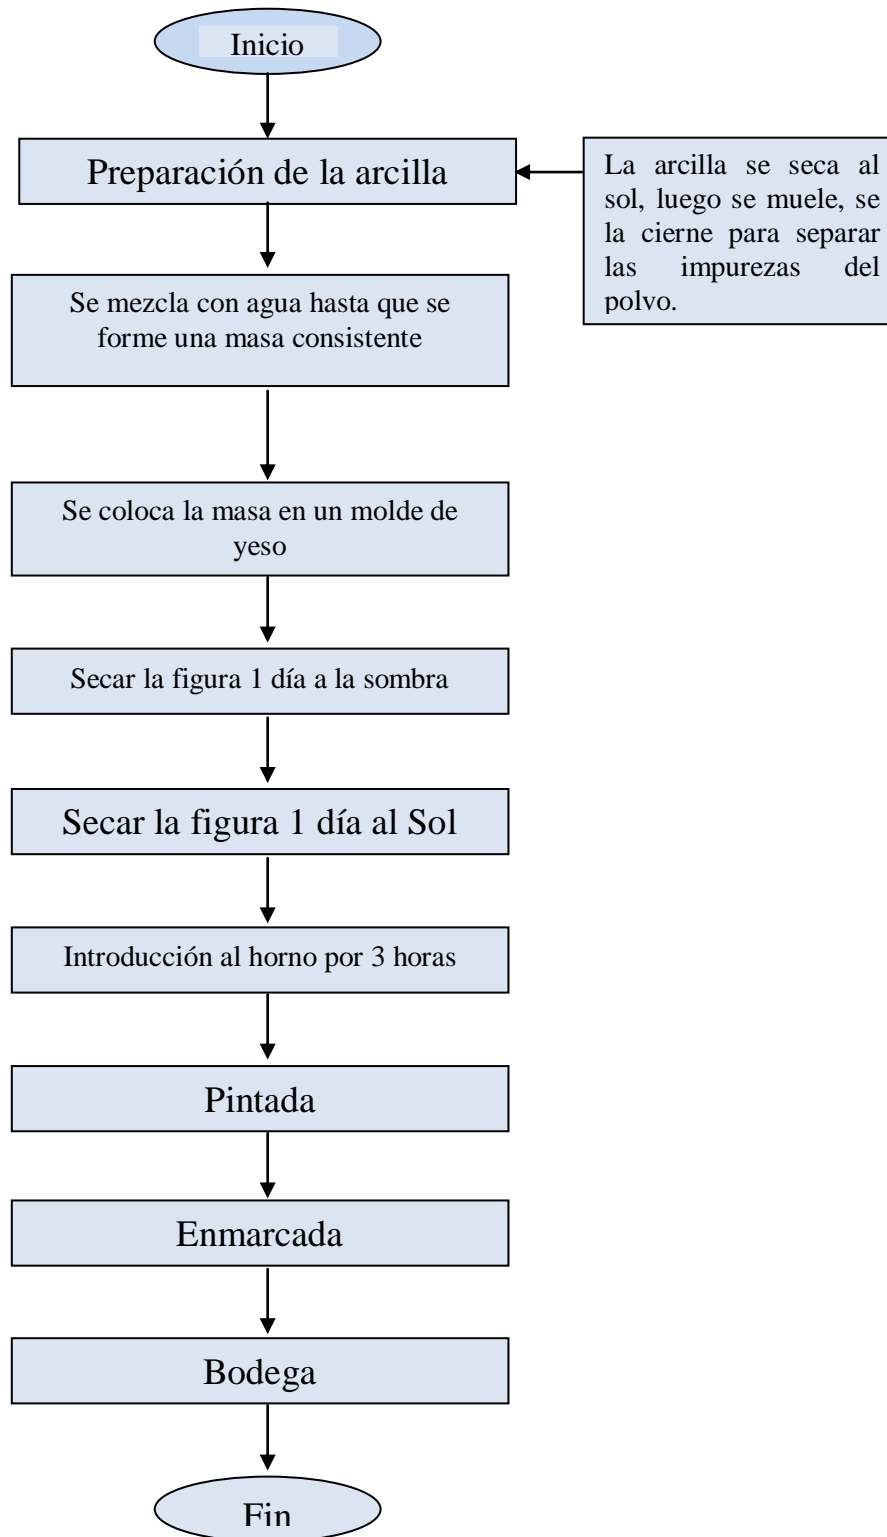 Inicio
Preparación de la arcilla
La arcilla se seca al
sol, luego se muele, se
la cierne para separar
las impurezas del
polvo.
Se mezcla con agua hasta que se
forme una masa consistente
Se coloca la masa en un molde de
yeso
Secar la figura 1 día a la sombra
Secar la figura 1 día al Sol
Introducción al horno por 3 horas
Pintada
Enmarcada
Bodega
Fin